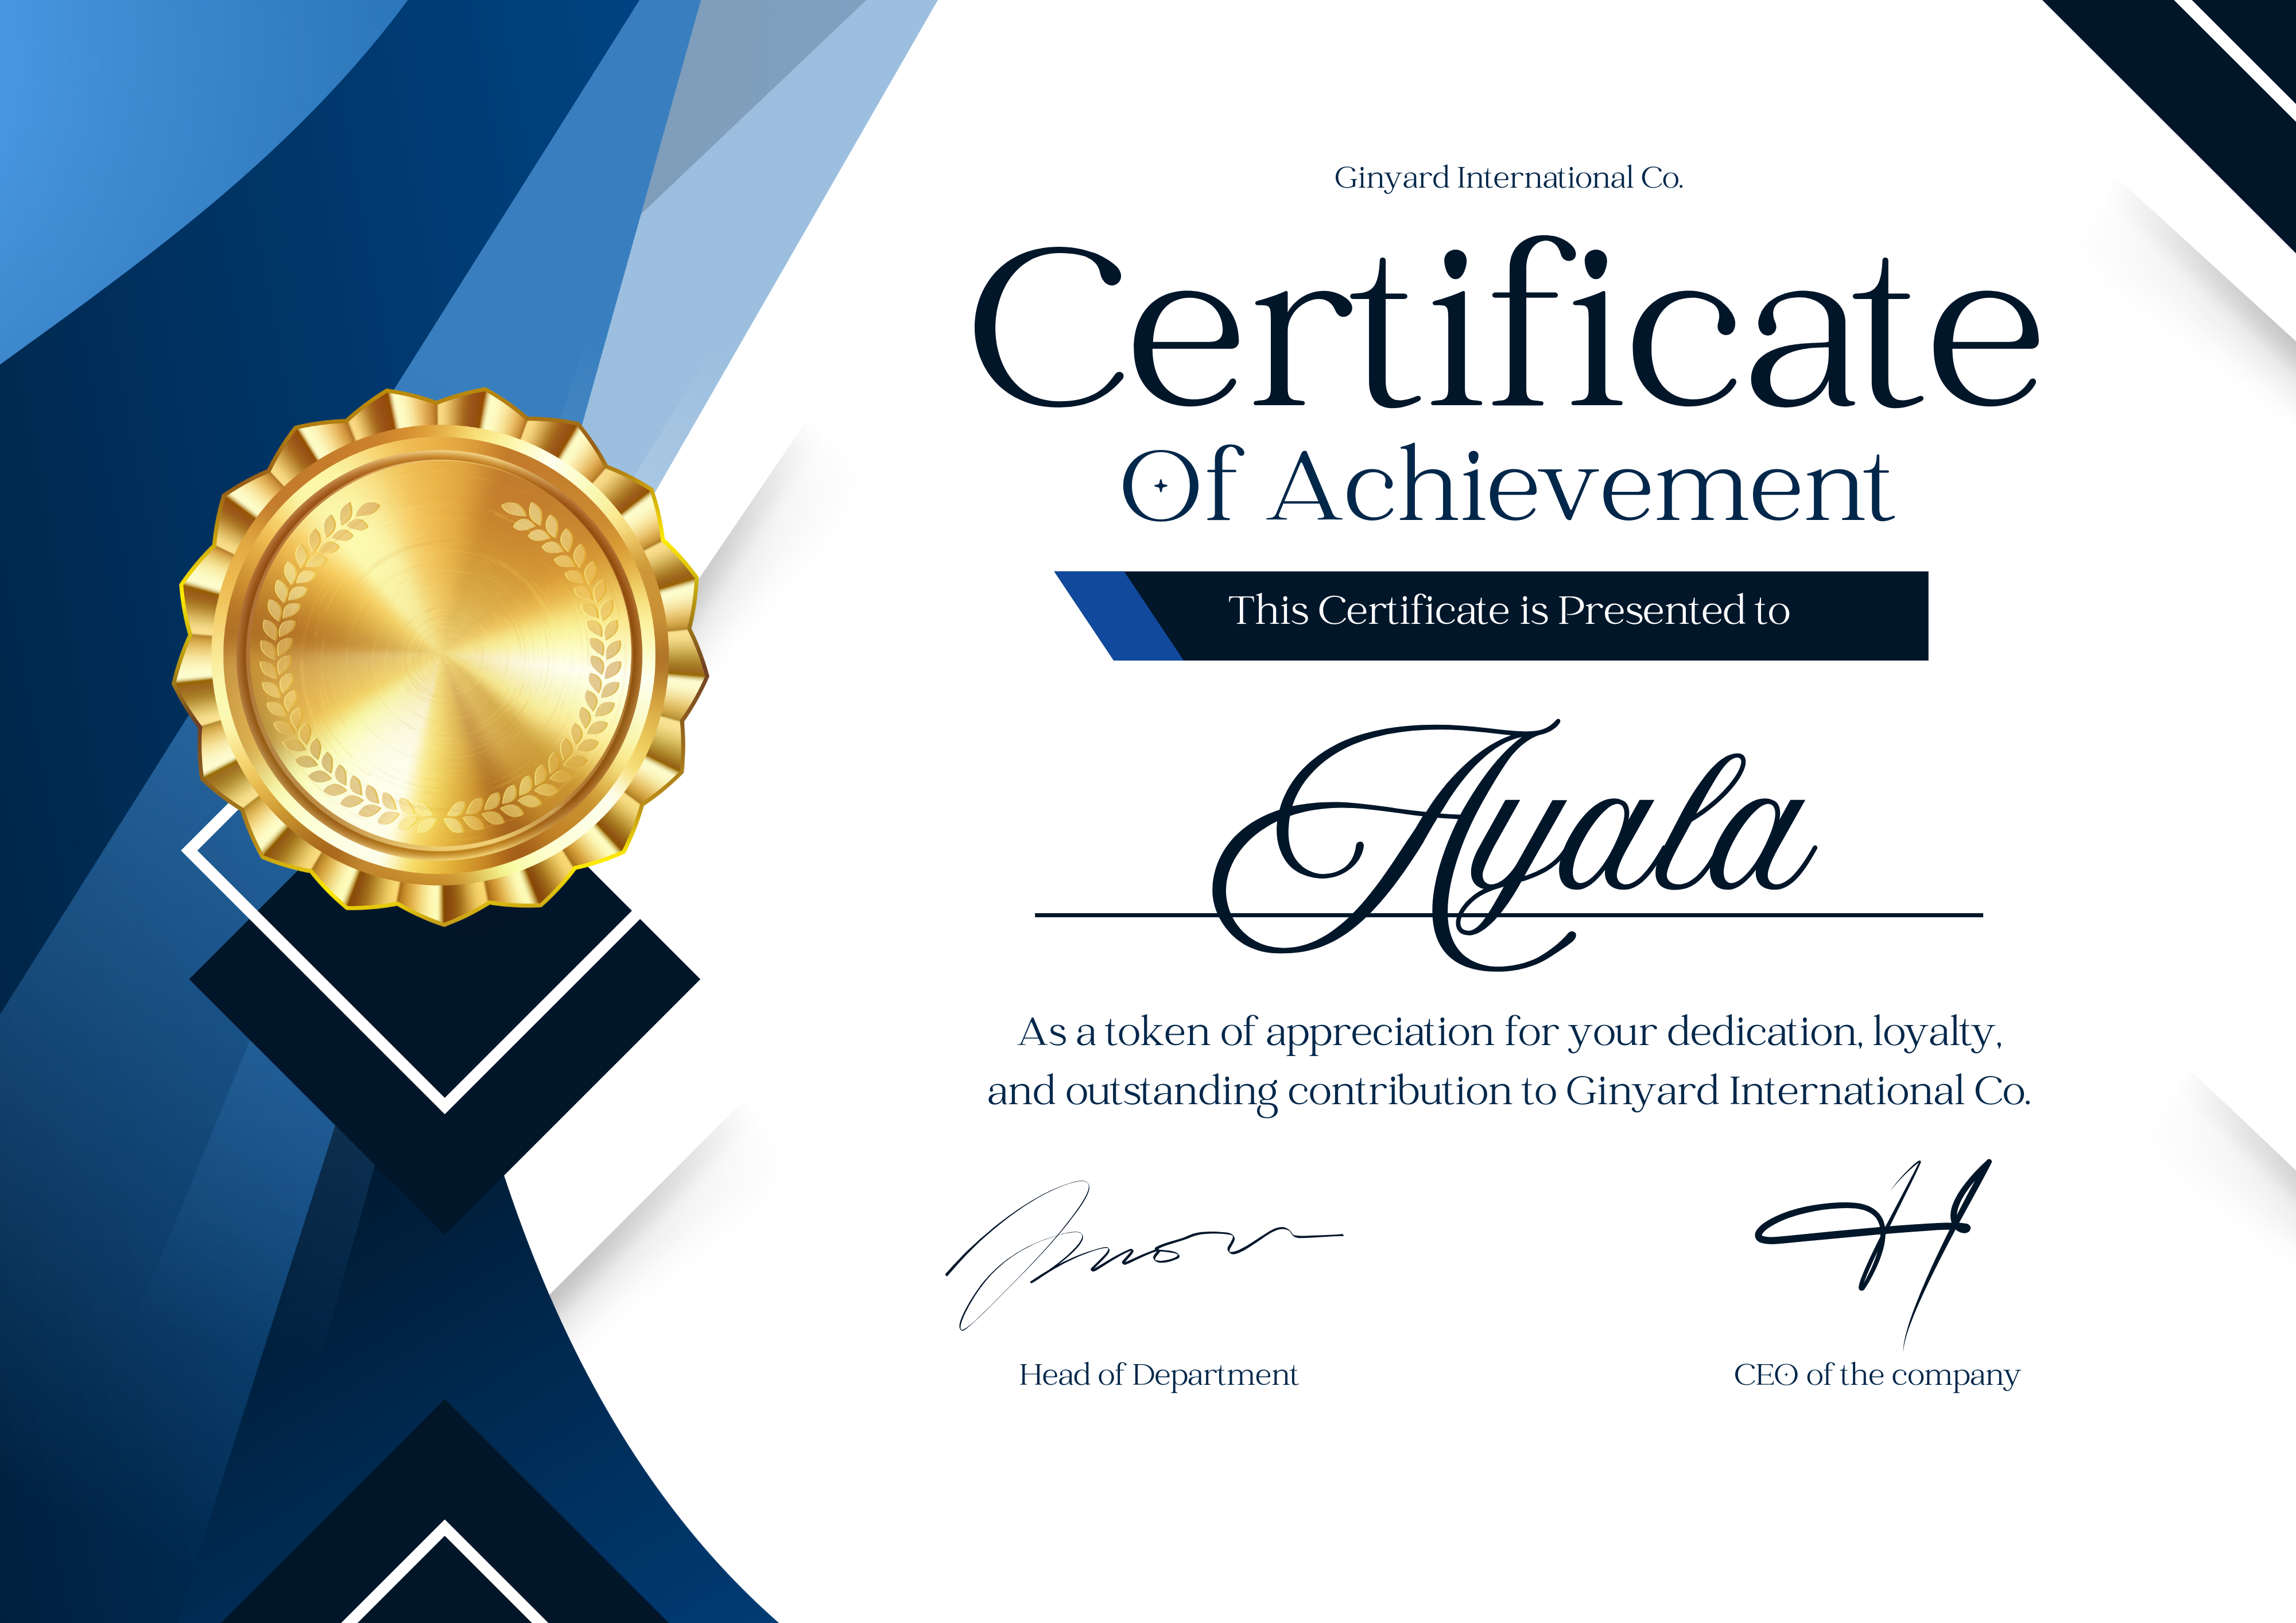 Ginyard International Co.
Certificate
Of Achievement
This Certificate is Presented to
Ayala
As a token of appreciation for your dedication, loyalty,
and outstanding contribution to Ginyard International Co.
Head of Department
CEO of the company